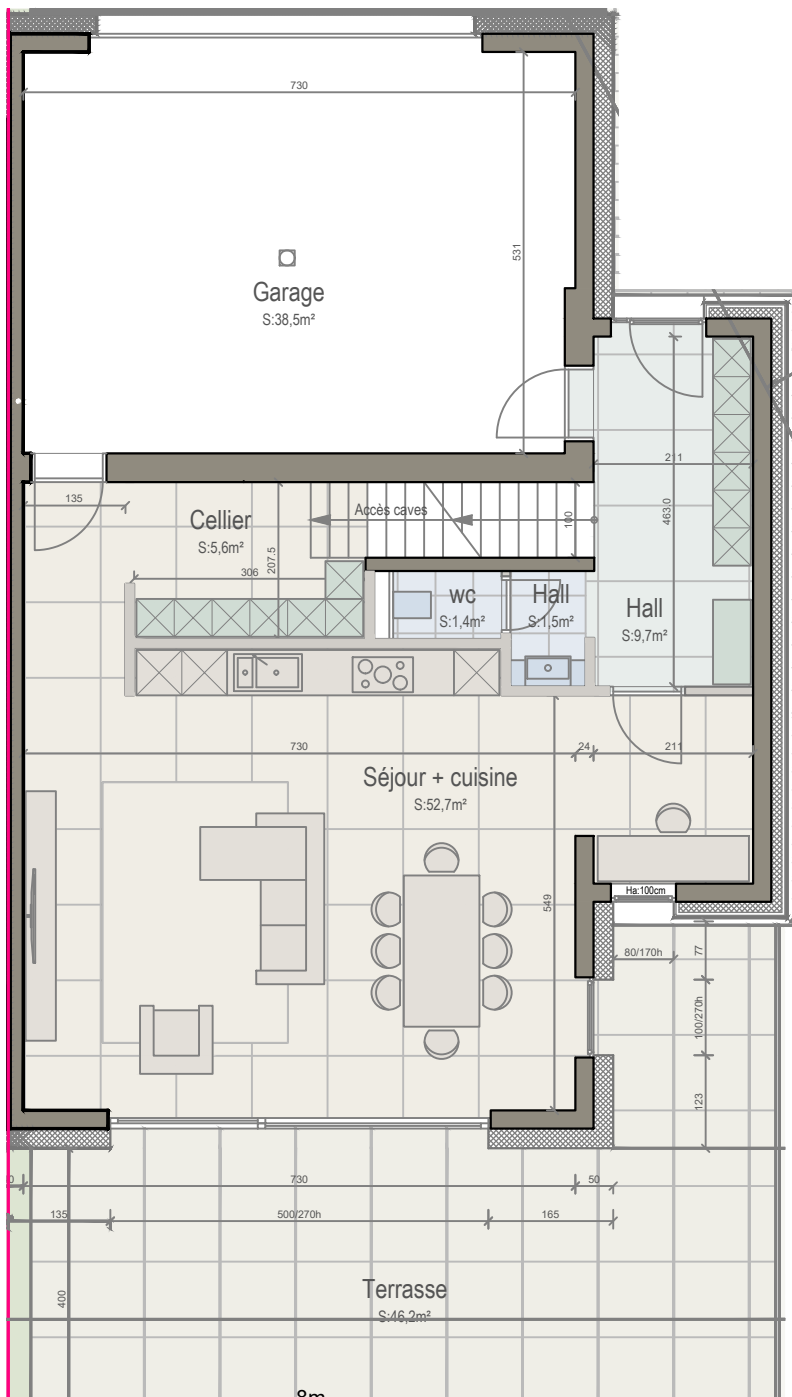 730
531
Garage
S:38,5m²
211
463.0
135
Cellier
S:5,6m²
207.5
306
Accès caves
100
wc
S:1,4m²
Hall
S:1,5m²
Hall
S:9,7m²
730
24
211
Séjour + cuisine
S:52,7m²
549
Ha:100cm
80/170h
77
100/270h
123
730
50
135
500/270h
165
400
Terrasse
S:46,2m²